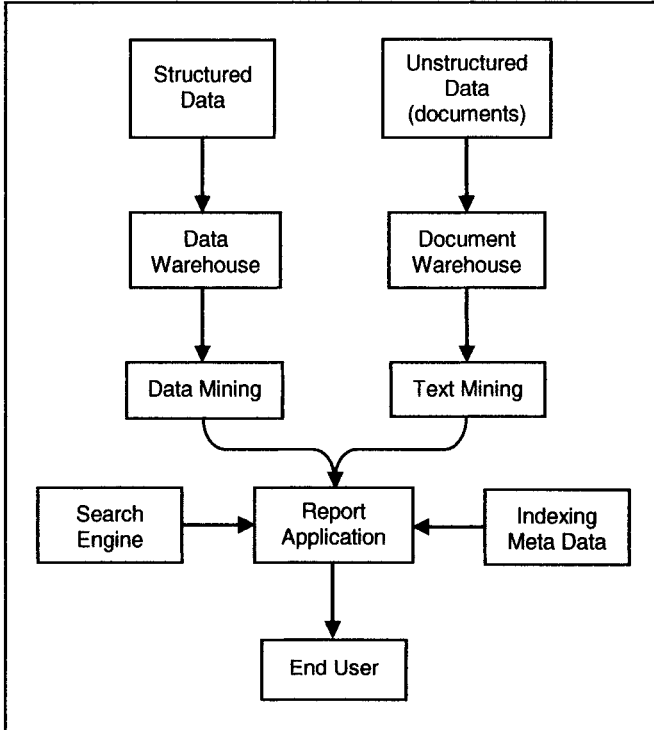 Structured
Data
Unstructured
Data
(documents)
Data
Warehouse
Document
Warehouse
Data Mining
Text Mining
Search
Engine
Report
Application
Indexing
Meta Data
End User